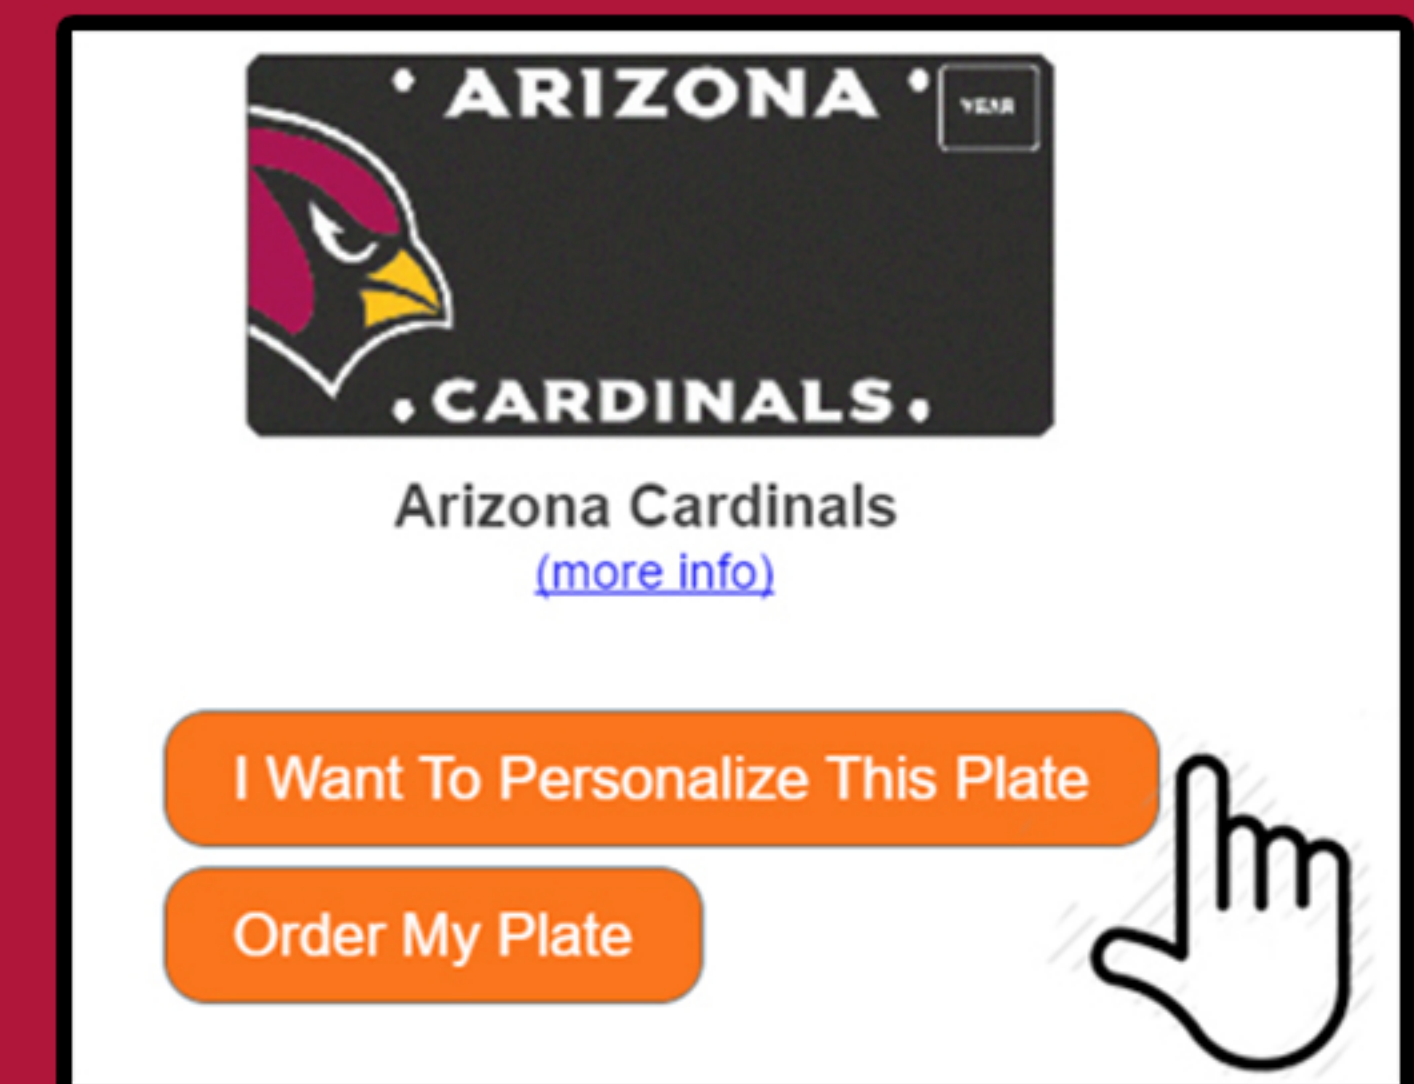 ARIZONA
YEAR
CARDINALS
Arizona Cardinals
(more info)
I Want To Personalize This Plate
Order My Plate